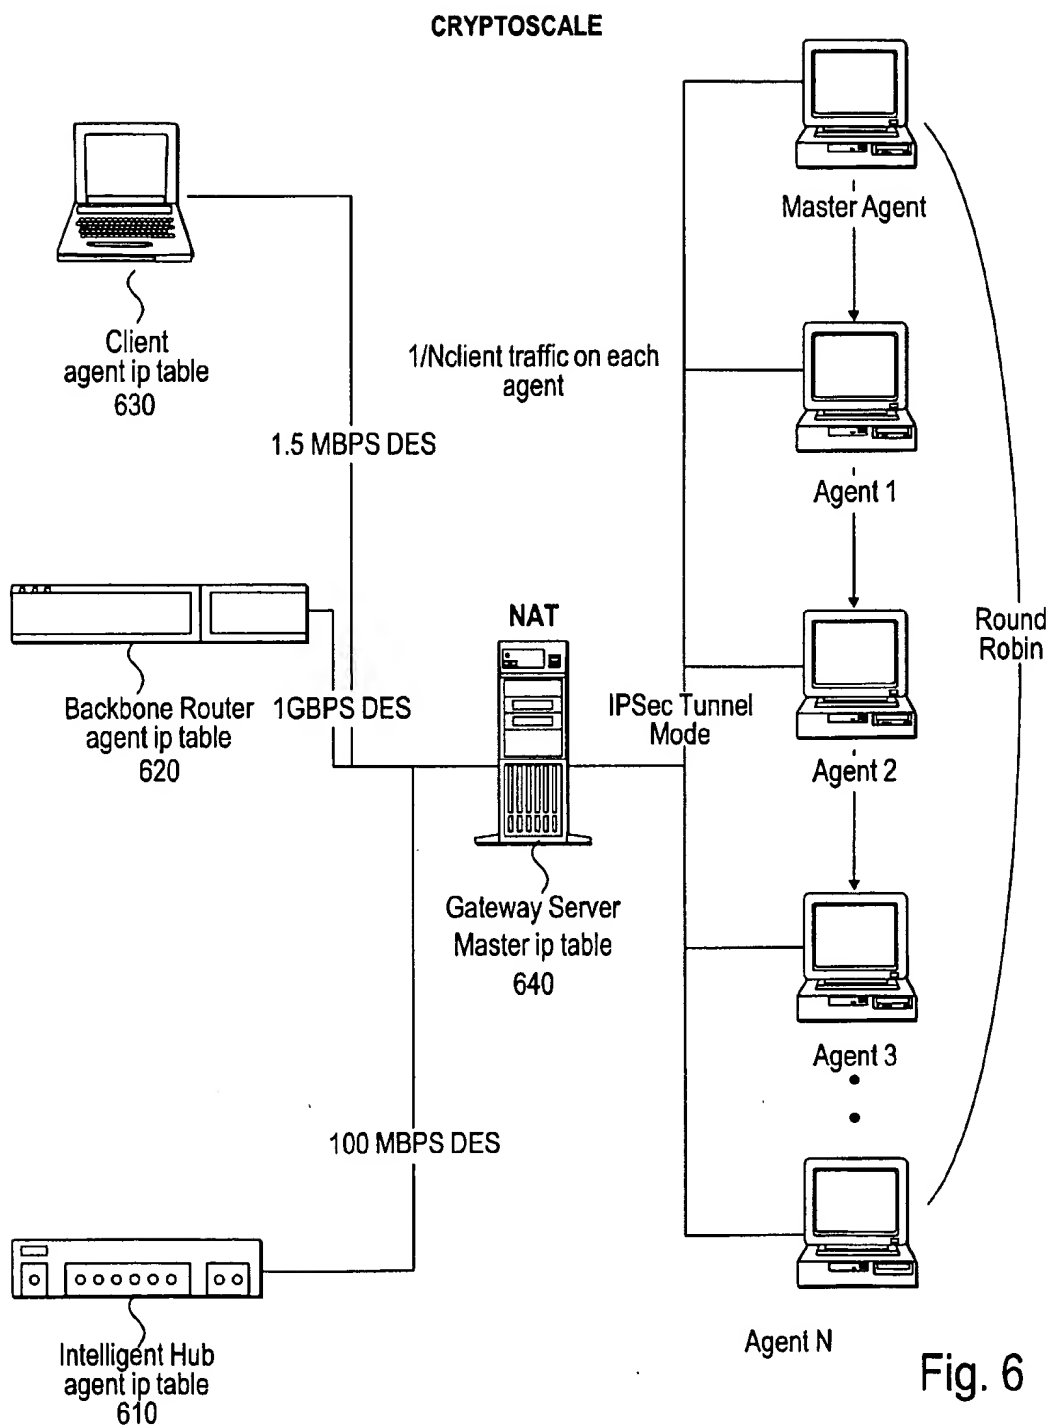 CRYPTOSCALE
Master Agent
Client
agent ip table
630
1/Nclient traffic on each
agent
1.5 MBPS DES
Agent 1
NAT
Round
Robin
Backbone Router
agent ip table
620
1GBPS DES
IPSec Tunnel
Mode
Agent 2
Gateway Server
Master ip table
640
Agent 3
100 MBPS DES
Intelligent Hub
agent ip table
610
Agent N
Fig. 6